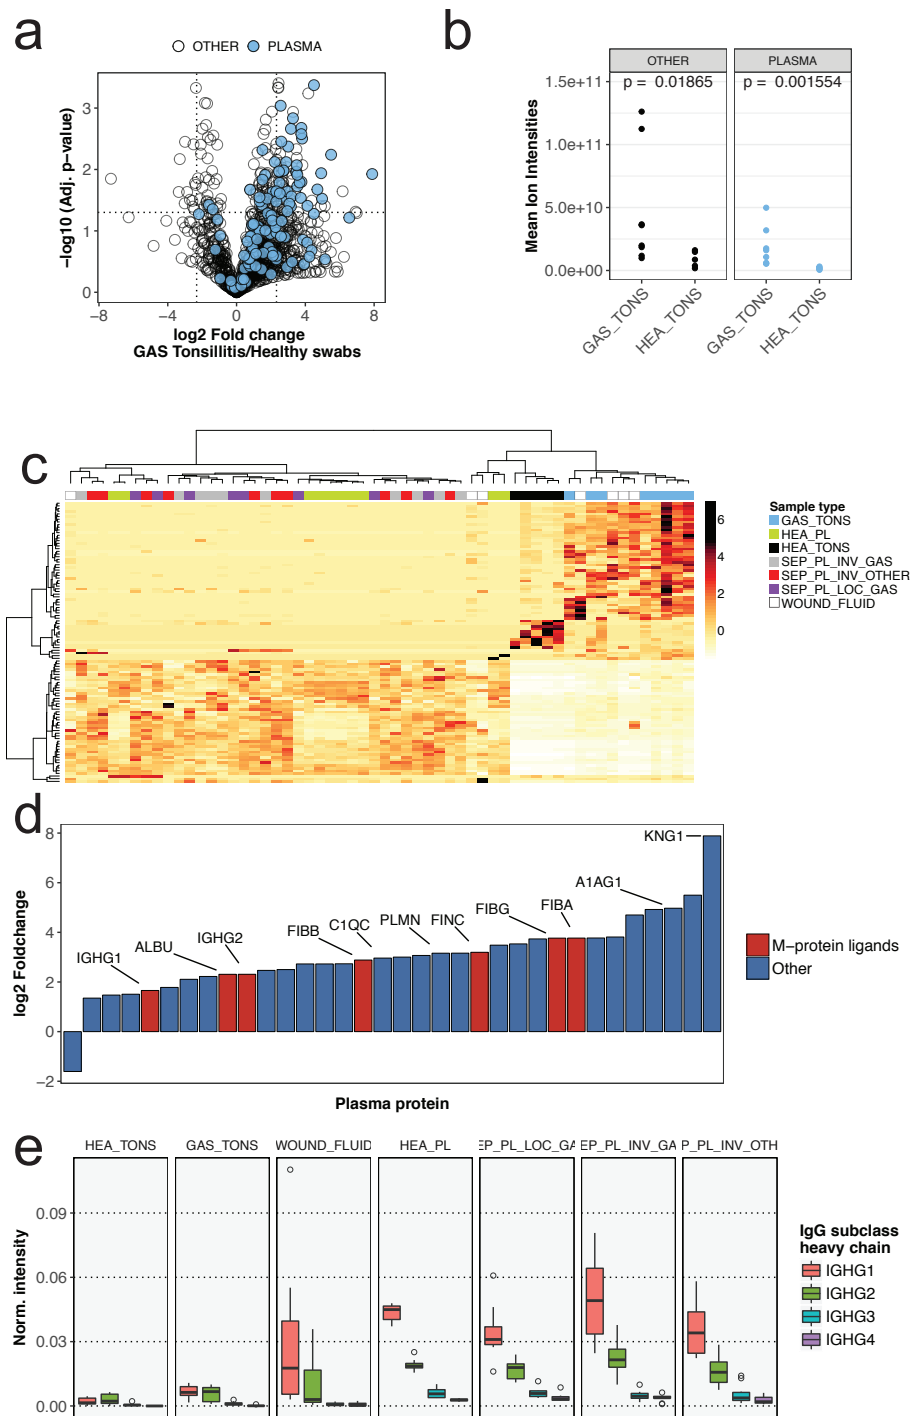 a
OTHER PLASMA
3
2
1
0
−8 −4 0 4 8
−log10 (Adj. p−value)
log2 Fold change
GAS Tonsillitis/Healthy swabs
b
OTHER PLASMA
p = 0.01865 p = 0.001554
1.5e+11
1.0e+11
5.0e+10
0.0e+00
Mean Ion Intensities
GAS_TONS HEA_TONS GAS_TONS HEA_TONS
c
6
4
2
0
Sample type
GAS_TONS
HEA_PL
HEA_TONS
SEP_PL_INV_GAS
SEP_PL_INV_OTHER
SEP_PL_LOC_GAS
WOUND_FLUID
d
8
6
4
2
0
−2
log2 Foldchange
IGHG1 ALBU IGHG2 FIBB C1QC PLMN FINC FIBG FIBA A1AG1 KNG1
Plasma protein
M−protein ligands
Other
e
HEA_TONS GAS_TONS WOUND_FLUID HEA_PL EP_PL_LOC_GA EP_PL_INV_GA P_PL_INV_OTH
0.09
0.06
0.03
0.00
Norm. intensity
IgG subclass
heavy chain
IGHG1
IGHG2
IGHG3
IGHG4